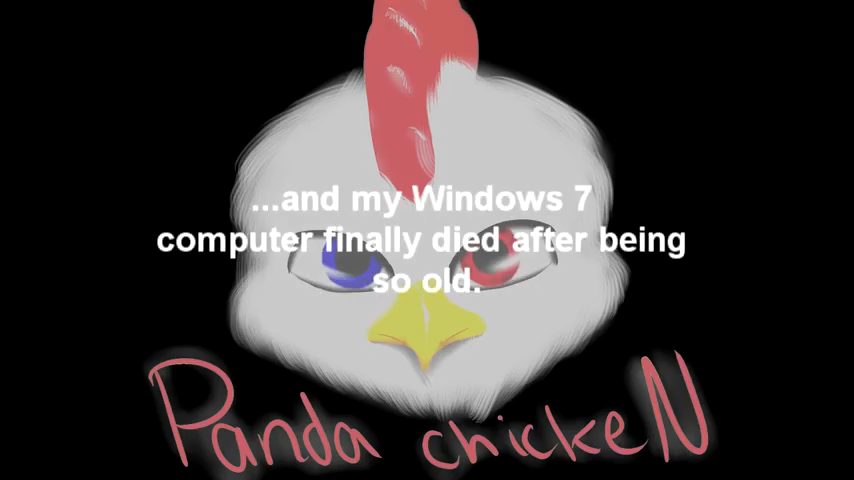 ...and my Windows 7
computer finally died after being
so old.
Panda chickeN